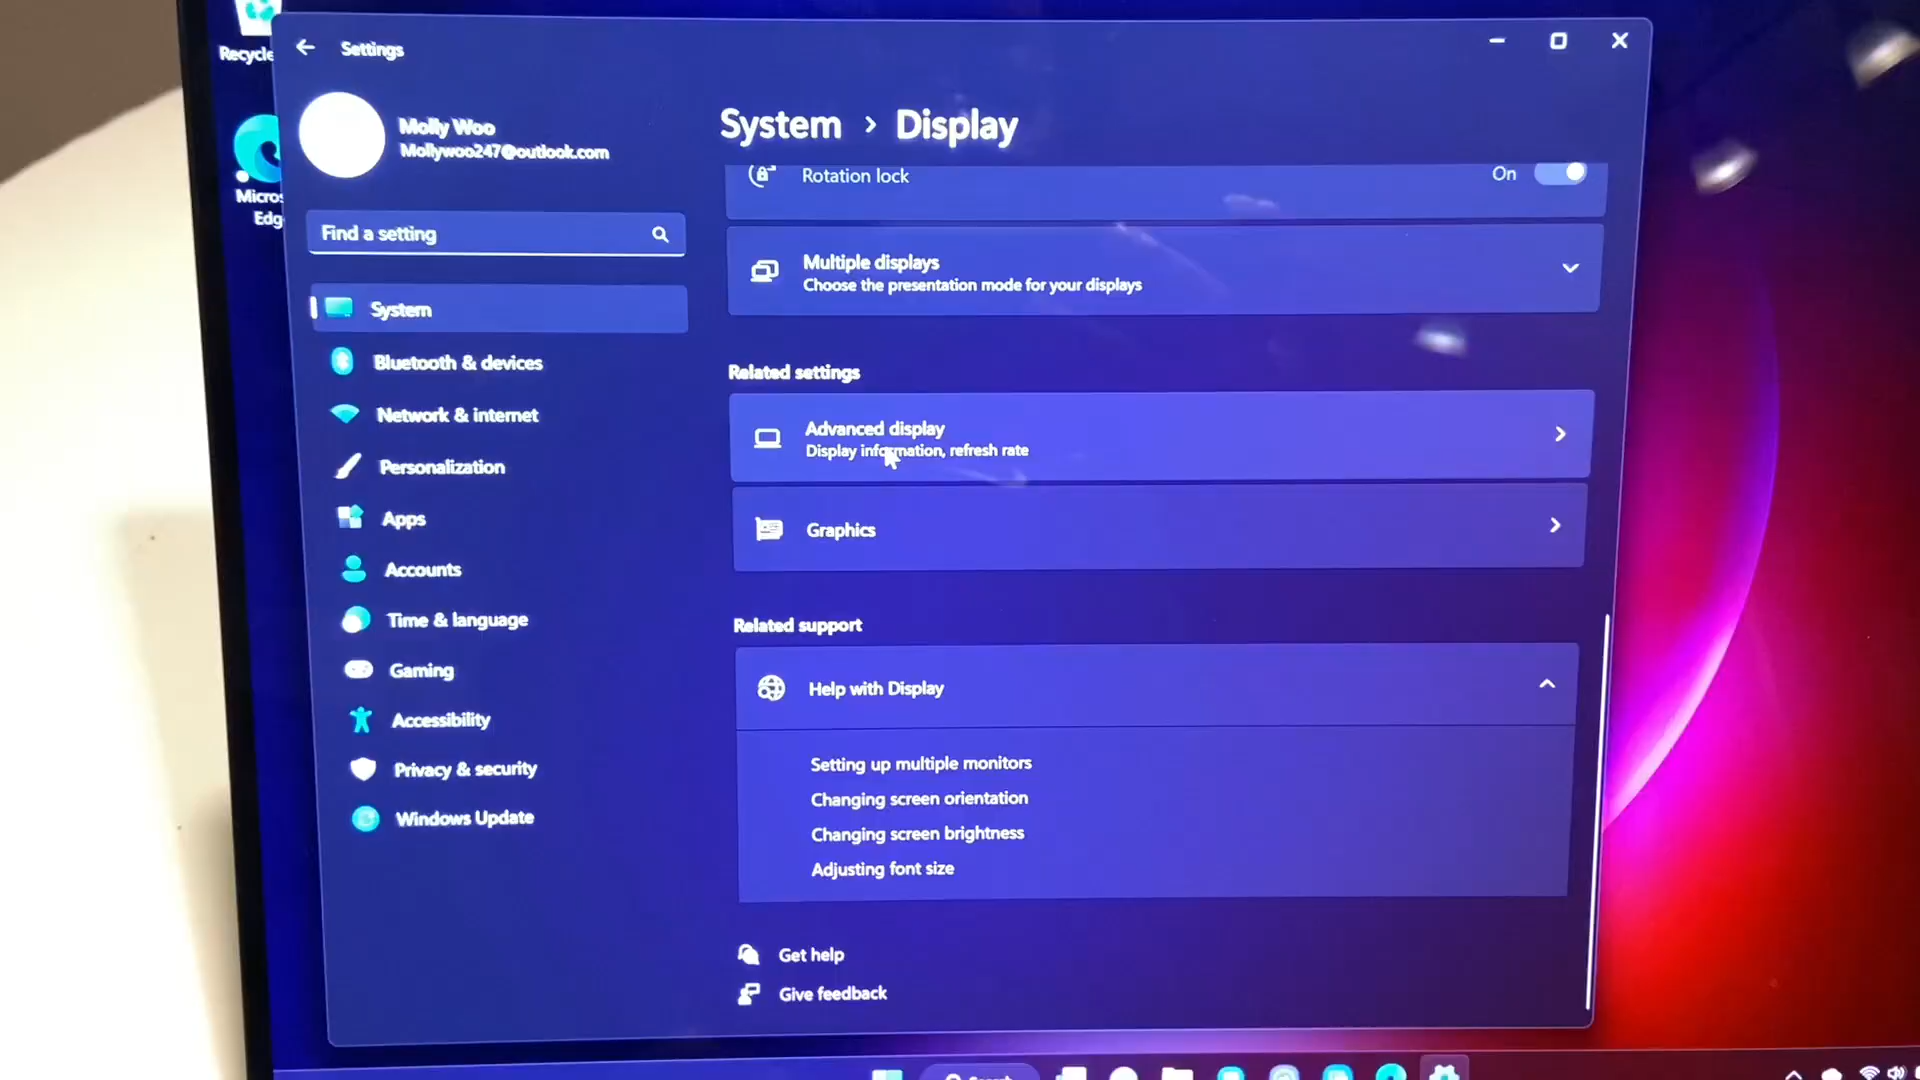 Recycle
Micros
Edg
Settings
Molly Woo
Mollywoo247@outlook.com
Find a setting
System
Bluetooth & devices
Network & internet
Personalization
Apps
Accounts
Time & language
Gaming
Accessibility
Privacy & security
Windows Update
System > Display
Rotation lock
On
Multiple displays
Choose the presentation mode for your displays
Related settings
Advanced display
Display information, refresh rate
Graphics
Related support
Help with Display
Setting up multiple monitors
Changing screen orientation
Changing screen brightness
Adjusting font size
Get help
Give feedback